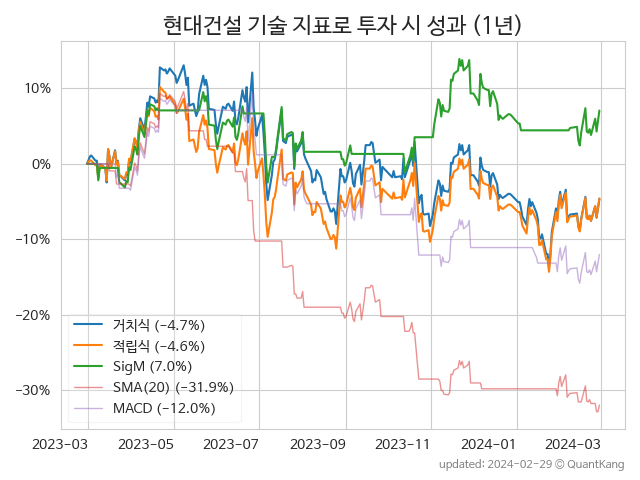 현대건설 기술 지표로 투자 시 성과 (1년)
10%
0%
−10%
−20%
−30%
거치식 (−4.7%)
적립식 (−4.6%)
SigM (7.0%)
SMA(20) (−31.9%)
MACD (−12.0%)
2023-03 2023-05 2023-07 2023-09 2023-11 2024-01 2024-03
updated: 2024-02-29 © QuantKang